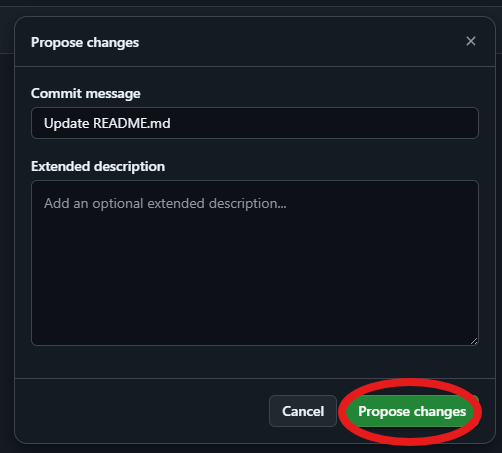 Propose changes
Commit message
Update README.md
Extended description
Add an optional extended description...
Cancel
Propose changes